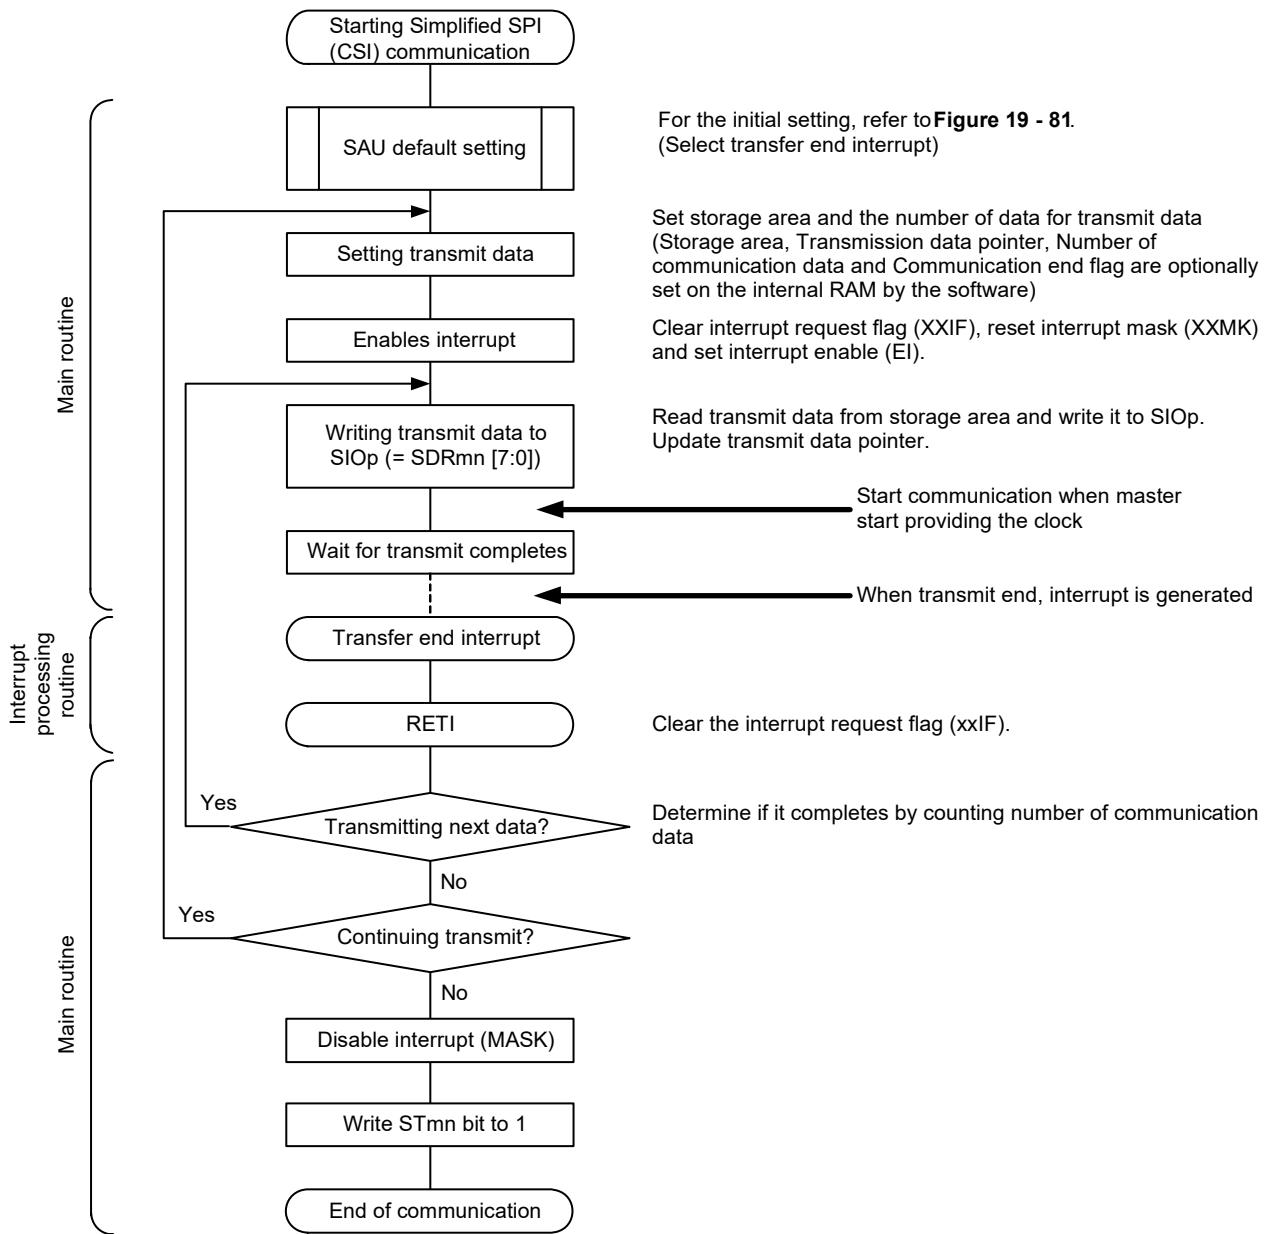 Starting Simplified SPI
(CSI) communication
For the initial setting, refer to Figure 19 - 81.
(Select transfer end interrupt)
SAU default setting
Set storage area and the number of data for transmit data
(Storage area, Transmission data pointer, Number of
communication data and Communication end flag are optionally
set on the internal RAM by the software)
Setting transmit data
Main routine
Clear interrupt request flag (XXIF), reset interrupt mask (XXMK)
and set interrupt enable (EI).
Enables interrupt
Read transmit data from storage area and write it to SIOp.
Update transmit data pointer.
Writing transmit data to
SIOp (= SDRmn [7:0])
Start communication when master
start providing the clock
Wait for transmit completes
When transmit end, interrupt is generated
Transfer end interrupt
Interrupt
processing
routine
RETI
Clear the interrupt request flag (xxIF).
Yes
Transmitting next data?
Determine if it completes by counting number of communication
data
No
Yes
Continuing transmit?
No
Main routine
Disable interrupt (MASK)
Write STmn bit to 1
End of communication